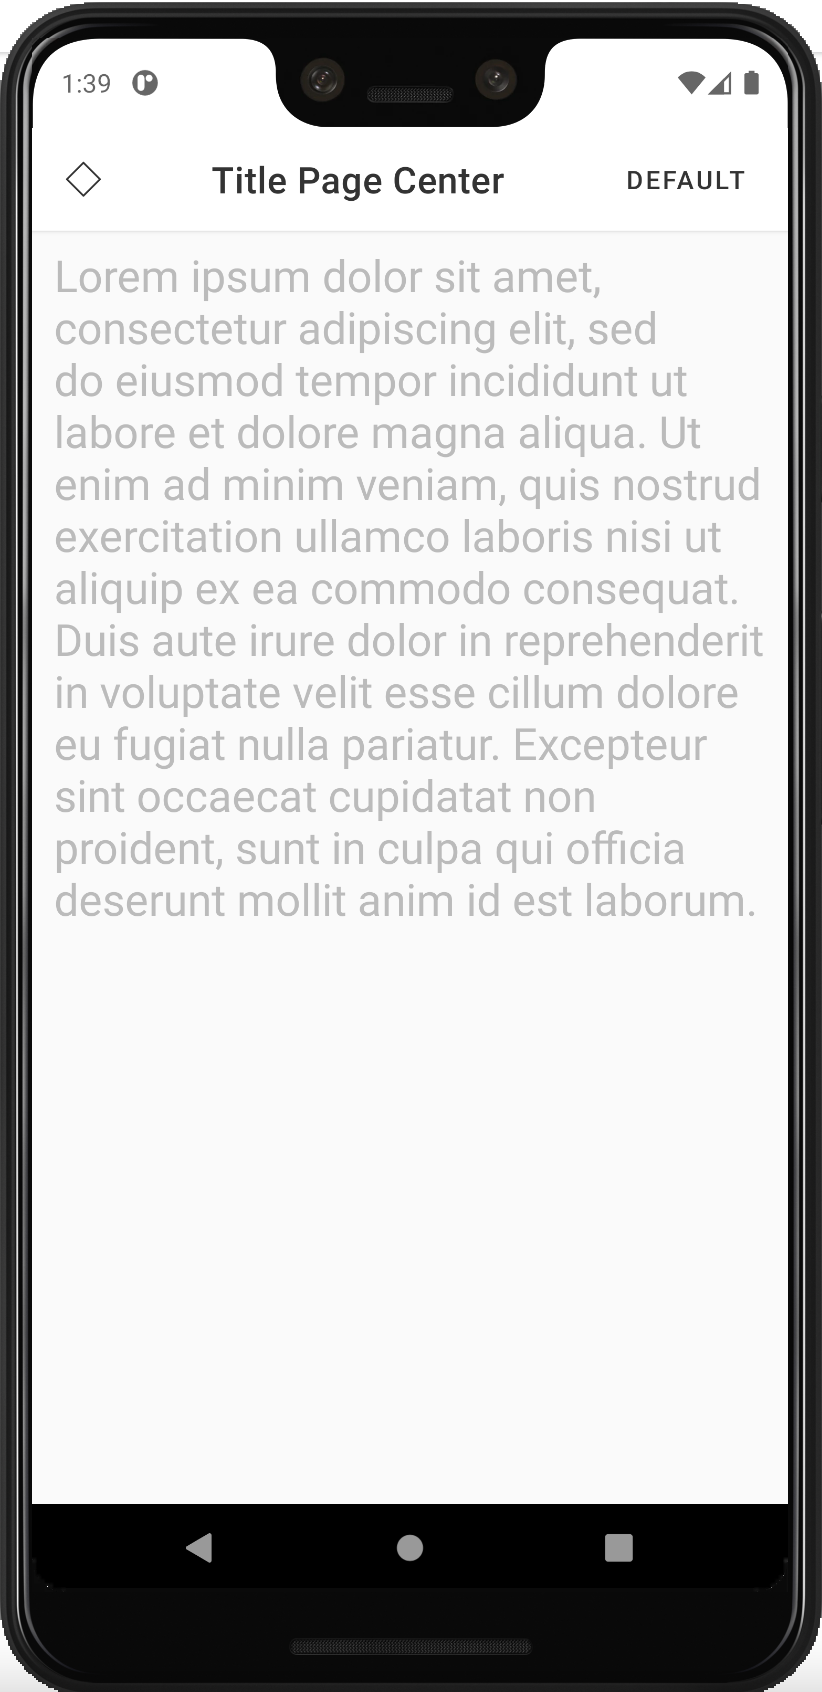 1:39
Title Page Center
DEFAULT
Lorem ipsum dolor sit amet,
consectetur adipiscing elit, sed
do eiusmod tempor incididunt ut
labore et dolore magna aliqua. Ut
enim ad minim veniam, quis nostrud
exercitation ullamco laboris nisi ut
aliquip ex ea commodo consequat.
Duis aute irure dolor in reprehenderit
in voluptate velit esse cillum dolore
eu fugiat nulla pariatur. Excepteur
sint occaecat cupidatat non
proident, sunt in culpa qui officia
deserunt mollit anim id est laborum.